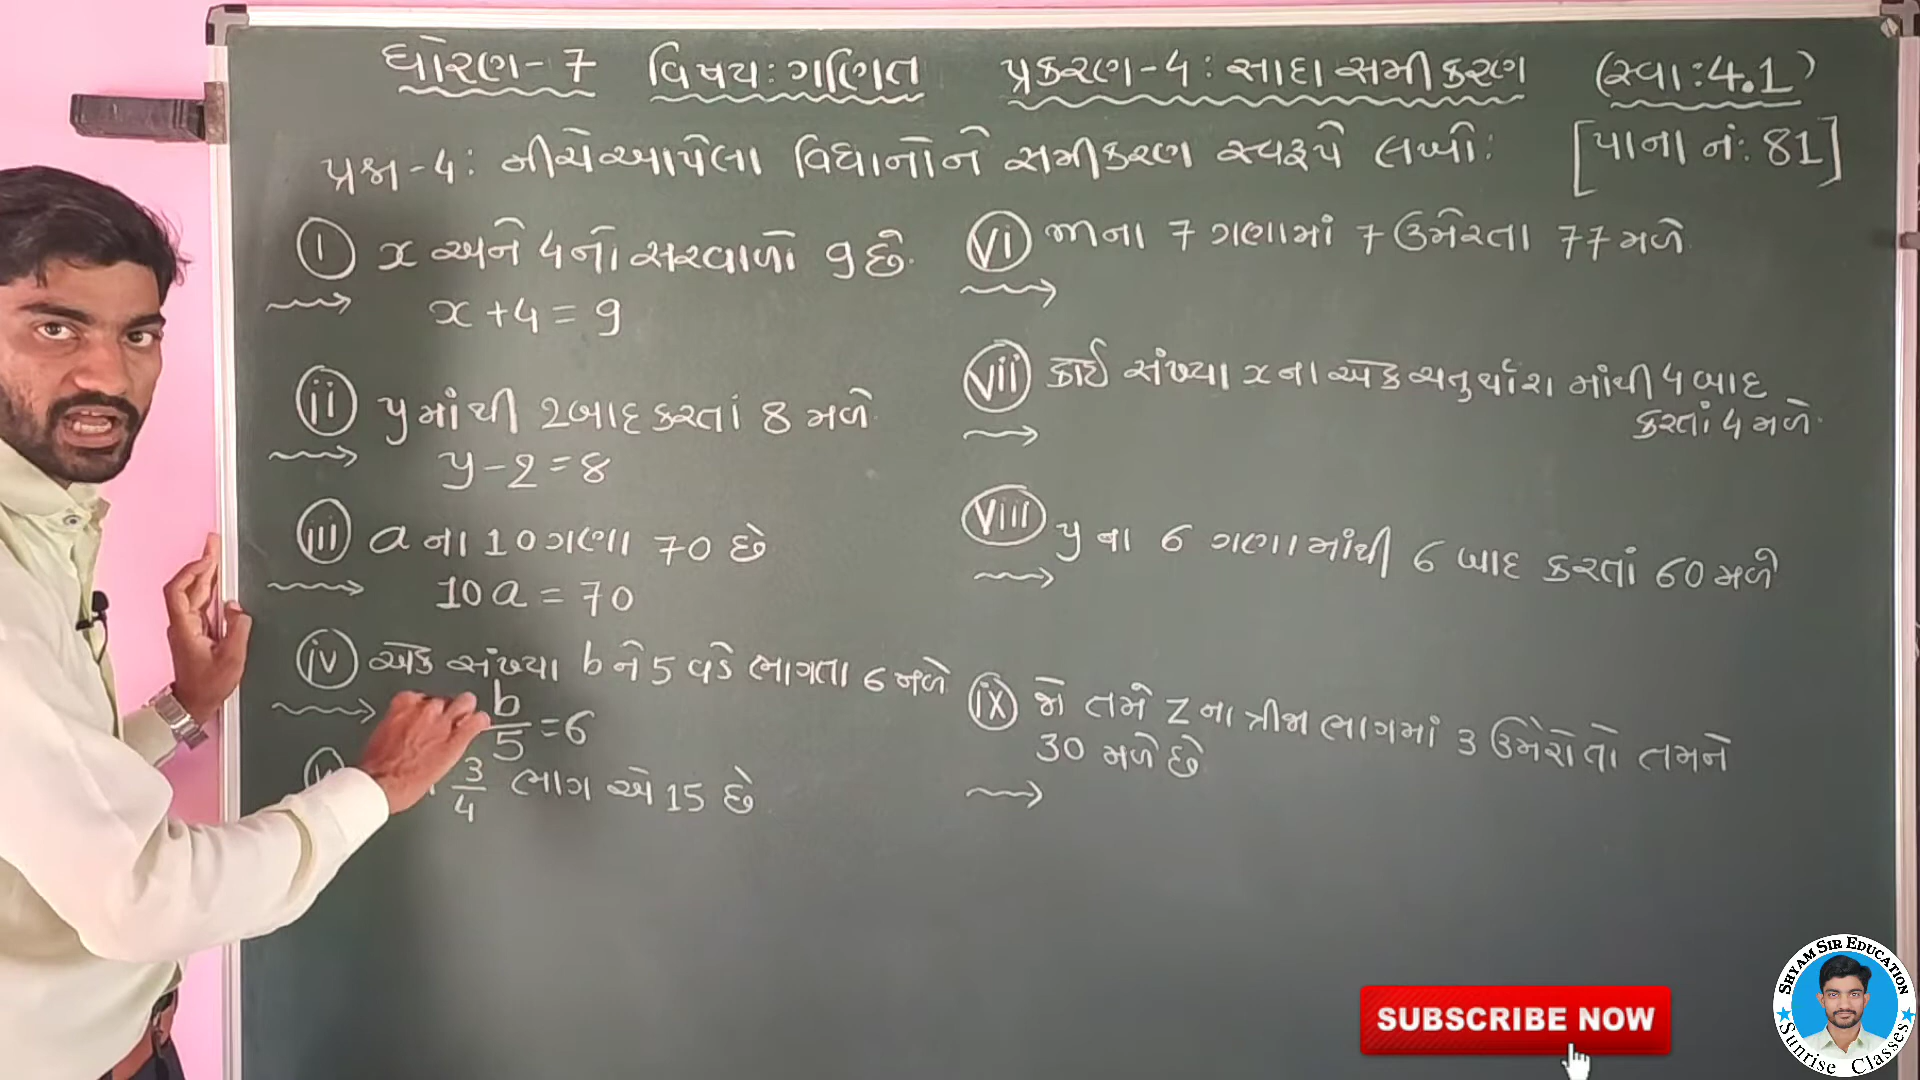 ધોરણ-7 વિષય:ગણિત પ્રકરણ-4: સાદા સમીકરણ (સ્વા:4.1)
પ્રશ્ન-4: નીચેઆપેલા વિધાનોને સમીકરણ સ્વરૂપે લખો: [પાના નં: 81]
i x અને 4નો સરવાળો 9 છે.
x+4=9
ii y માંથી 2 બાદ કરતાં 8 મળે
y-2=8
iii a ના 10 ગણા 70 છે
10a=70
iv એક સંખ્યા b ને 5 વડે ભાગતા 6 મળે
b/5=6
3/4 ભાગ એ 15 છે
vi m ના 7 ગણામાં 7 ઉમેરતા 77 મળે
vii કોઈ સંખ્યા x ના એક ચતુર્થાંશ માંથી 4 બાદ
કરતાં 4 મળે.
viii y ના 6 ગણામાંથી 6 બાદ કરતાં 60 મળે
ix જો તમે z ના ત્રીજા ભાગમાં 3 ઉમેરો તો તમને
30 મળે છે
SUBSCRIBE NOW
SHYAM SIR EDUCATION
Sunrise Classes